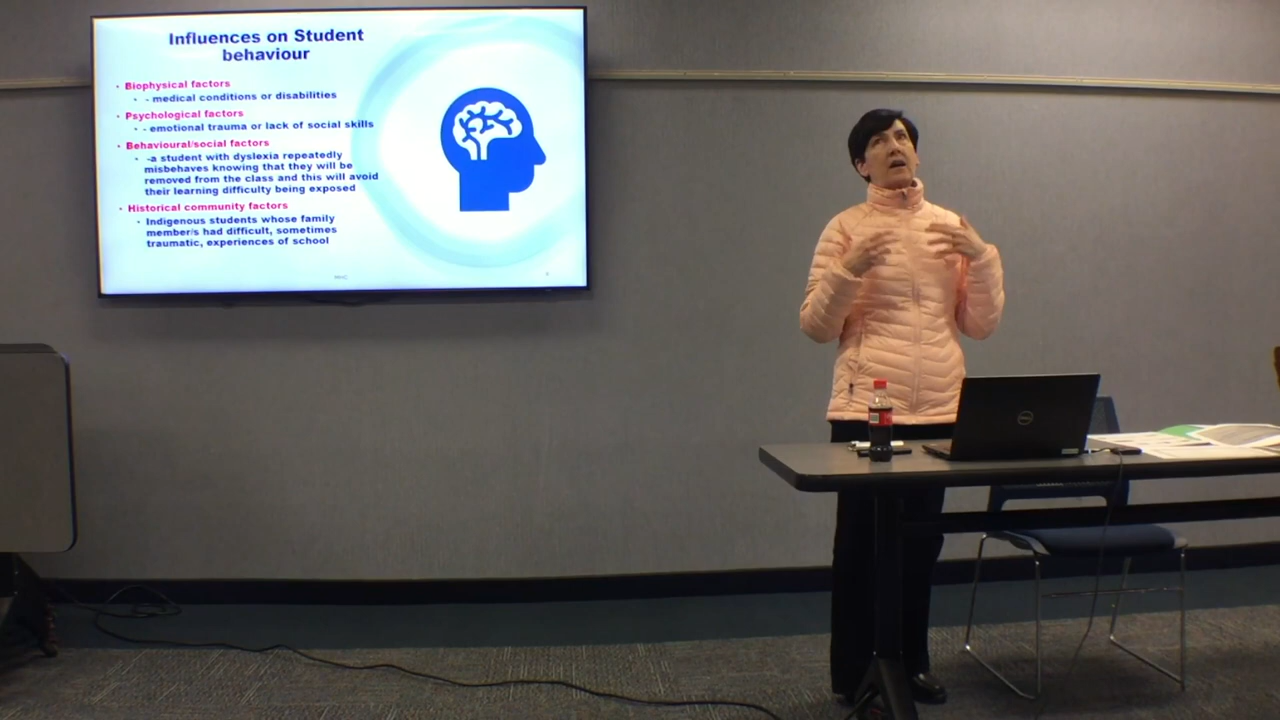 Influences on Student
behaviour
• Biophysical factors
• - medical conditions or disabilities
• Psychological factors
• - emotional trauma or lack of social skills
• Behavioural/social factors
• -a student with dyslexia repeatedly
misbehaves knowing that they will be
removed from the class and this will avoid
their learning difficulty being exposed
• Historical community factors
• Indigenous students whose family
member/s had difficult, sometimes
traumatic, experiences of school
DELL